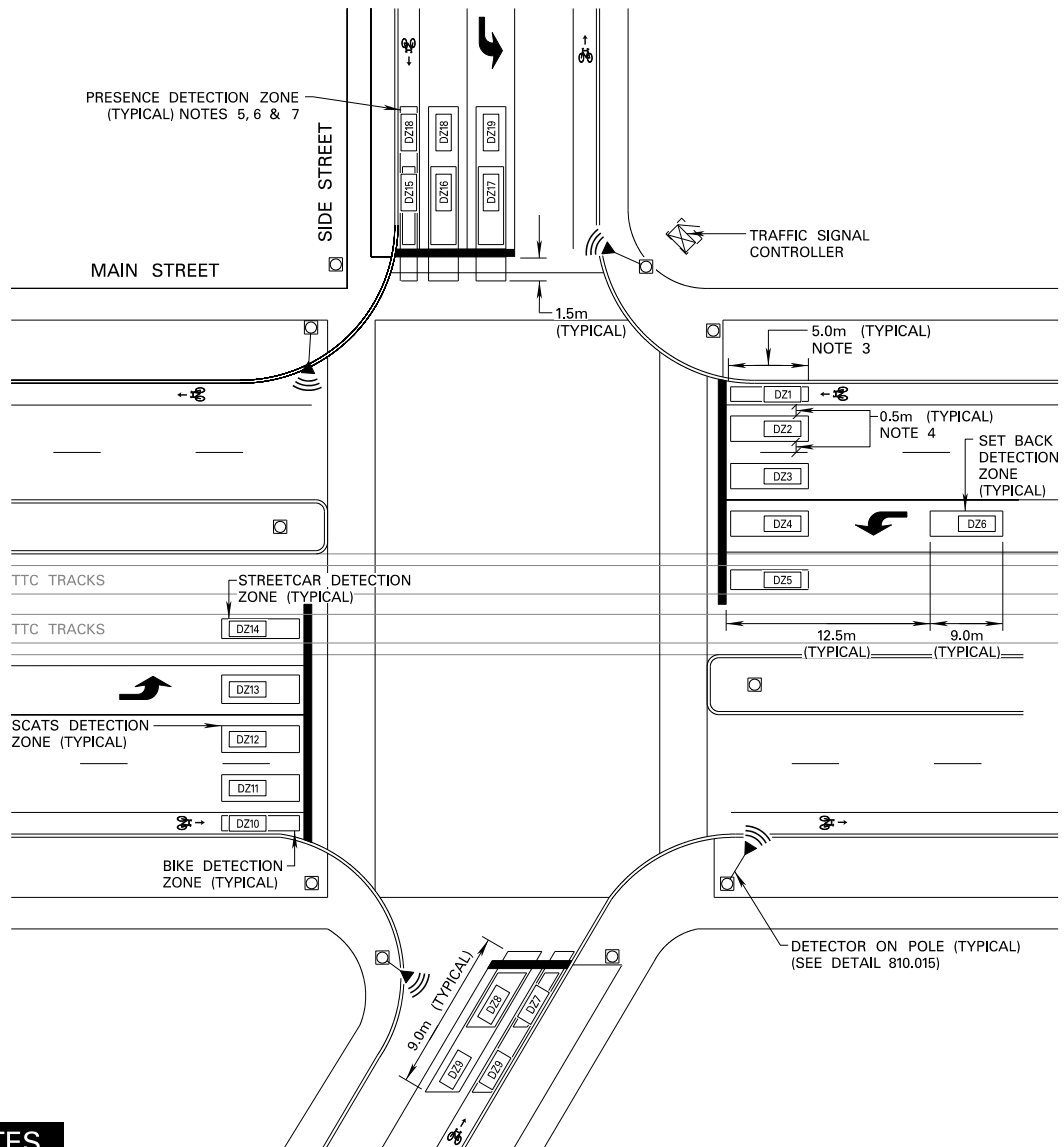 PRESENCE DETECTION ZONE
(TYPICAL) NOTES 5, 6 & 7
SIDE STREET
DZ18
DZ18
DZ19
DZ15
DZ16
DZ17
MAIN STREET
TRAFFIC SIGNAL
CONTROLLER
1.5m
(TYPICAL)
5.0m (TYPICAL)
NOTE 3
DZ1
DZ2
0.5m (TYPICAL)
NOTE 4
DZ3
SET BACK
DETECTION
ZONE
(TYPICAL)
DZ4
DZ6
TTC TRACKS
STREETCAR DETECTION
ZONE (TYPICAL)
DZ5
TTC TRACKS
DZ14
12.5m
(TYPICAL)
9.0m
(TYPICAL)
DZ13
SCATS DETECTION
ZONE (TYPICAL)
DZ12
DZ11
DZ10
BIKE DETECTION
ZONE (TYPICAL)
DETECTOR ON POLE (TYPICAL)
(SEE DETAIL 810.015)
9.0m (TYPICAL)
DZ8
DZ7
DZ9
DZ9
TES